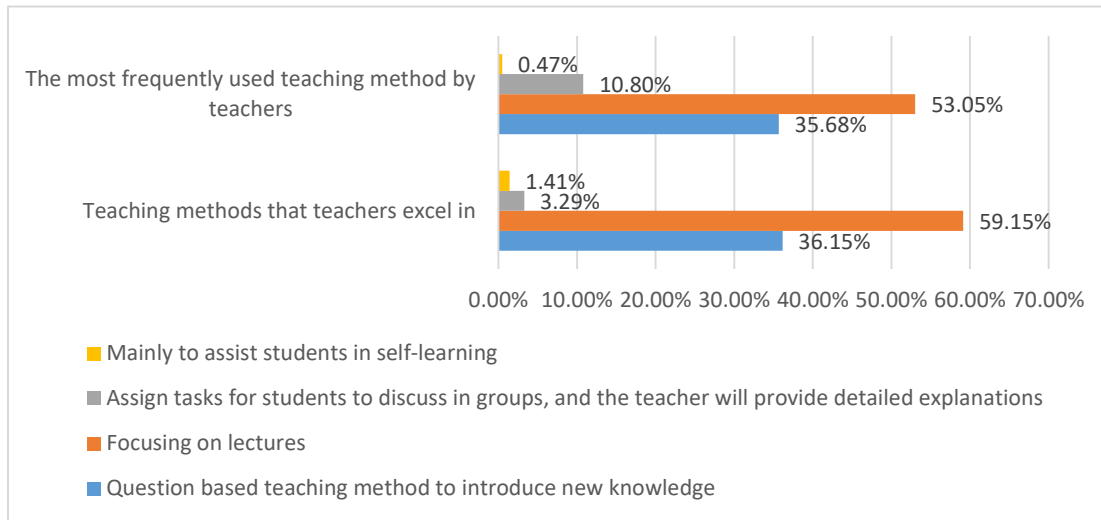 The most frequently used teaching method by
teachers
0.47%
10.80%
53.05%
35.68%
Teaching methods that teachers excel in
1.41%
3.29%
59.15%
36.15%
0.00% 10.00% 20.00% 30.00% 40.00% 50.00% 60.00% 70.00%
Mainly to assist students in self-learning
Assign tasks for students to discuss in groups, and the teacher will provide detailed explanations
Focusing on lectures
Question based teaching method to introduce new knowledge